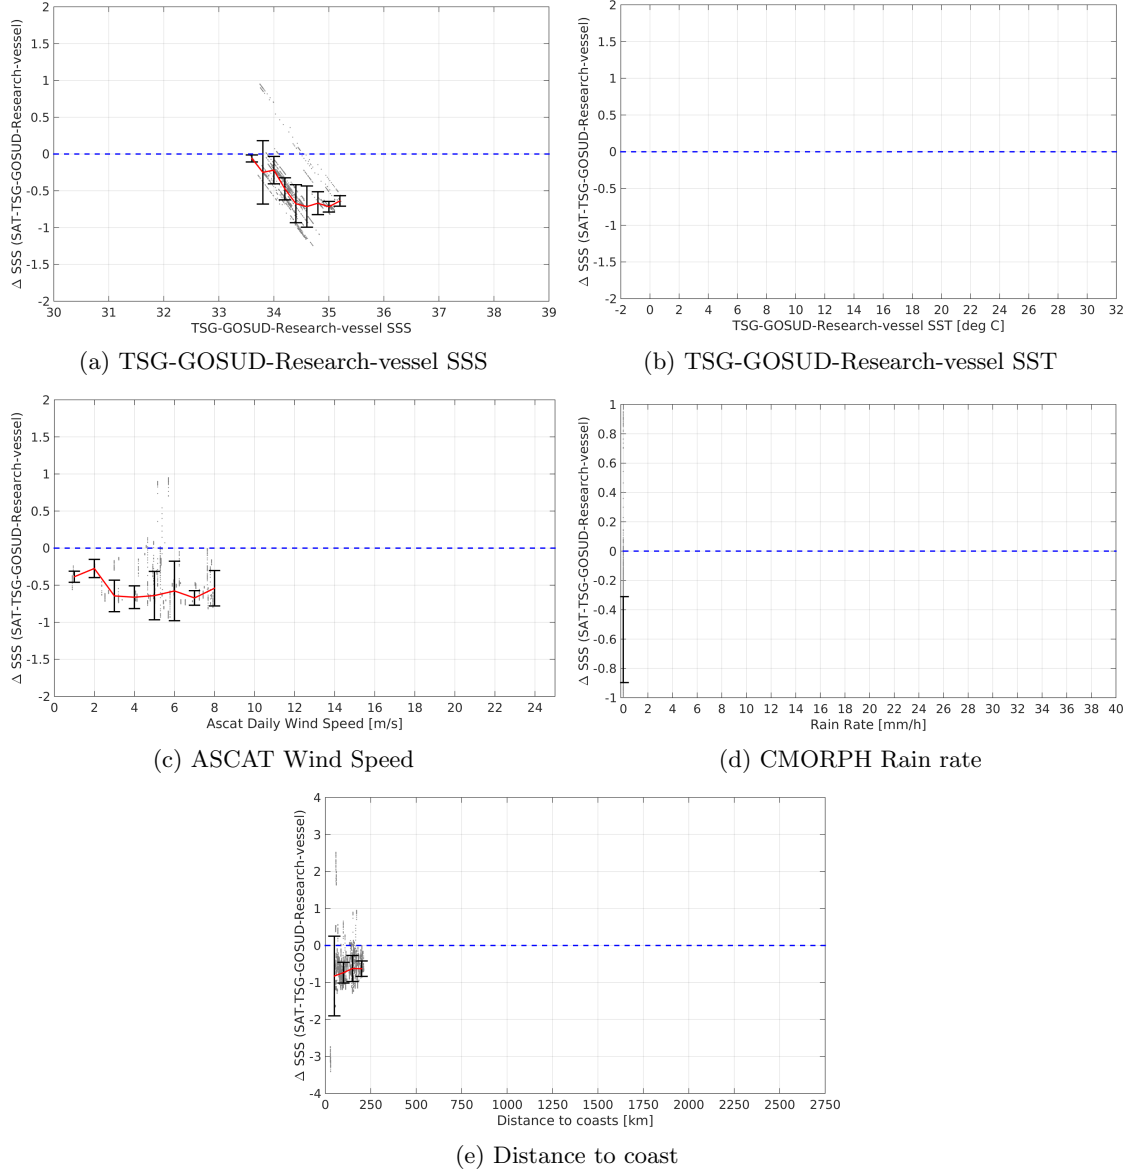 2
1.5
1
0.5
0
-0.5
-1
-1.5
-2
Δ SSS (SAT-TSG-GOSUD-Research-vessel)
30 31 32 33 34 35 36 37 38 39
TSG-GOSUD-Research-vessel SSS
(a) TSG-GOSUD-Research-vessel SSS
2
1.5
1
0.5
0
-0.5
-1
-1.5
-2
Δ SSS (SAT-TSG-GOSUD-Research-vessel)
-2 0 2 4 6 8 10 12 14 16 18 20 22 24 26 28 30 32
TSG-GOSUD-Research-vessel SST [deg C]
(b) TSG-GOSUD-Research-vessel SST
2
1.5
1
0.5
0
-0.5
-1
-1.5
-2
Δ SSS (SAT-TSG-GOSUD-Research-vessel)
0 2 4 6 8 10 12 14 16 18 20 22 24
Ascat Daily Wind Speed [m/s]
(c) ASCAT Wind Speed
1
0.8
0.6
0.4
0.2
0
-0.2
-0.4
-0.6
-0.8
-1
Δ SSS (SAT-TSG-GOSUD-Research-vessel)
0 2 4 6 8 10 12 14 16 18 20 22 24 26 28 30 32 34 36 38 40
Rain Rate [mm/h]
(d) CMORPH Rain rate
4
3
2
1
0
-1
-2
-3
-4
Δ SSS (SAT-TSG-GOSUD-Research-vessel)
0 250 500 750 1000 1250 1500 1750 2000 2250 2500 2750
Distance to coasts [km]
(e) Distance to coast